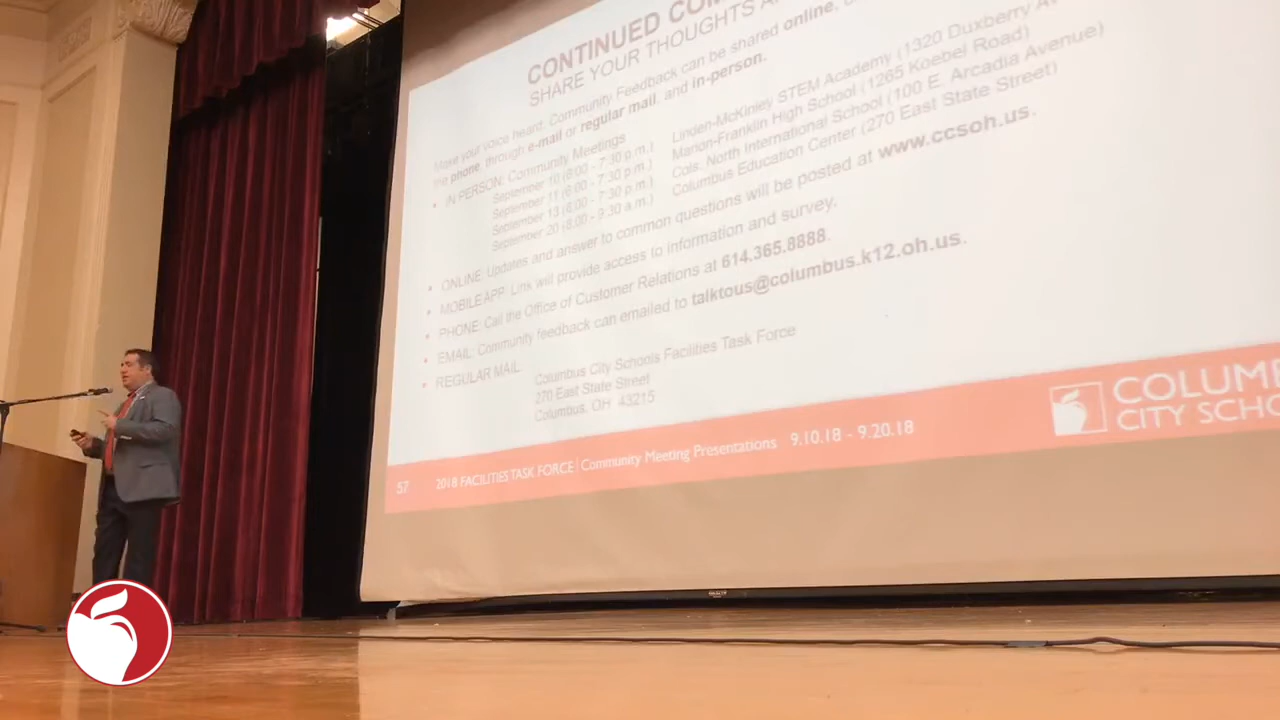 CONTINUED COM
SHARE YOUR THOUGHTS A
Make your voice heard. Community Feedback can be shared online,
the phone, through e-mail or regular mail, and in-person.
• IN PERSON: Community Meetings
September 10 (6:00 - 7:30 p.m.) Linden-McKinley STEM Academy (1320 Duxberry Av
September 11 (6:00 - 7:30 p.m.) Marion-Franklin High School (1265 Koebel Road)
September 13 (6:00 - 7:30 p.m.) Cols. North International School (100 E. Arcadia Avenue)
September 20 (8:00 - 9:30 a.m.) Columbus Education Center (270 East State Street)
• ONLINE: Updates and answer to common questions will be posted at www.ccsoh.us.
• MOBILE APP: Link will provide access to information and survey.
• PHONE: Call the Office of Customer Relations at 614.365.8888.
• EMAIL: Community feedback can emailed to talktous@columbus.k12.oh.us.
• REGULAR MAIL: Columbus City Schools Facilities Task Force
270 East State Street
Columbus, OH 43215
57 2018 FACILITIES TASK FORCE | Community Meeting Presentations 9.10.18 - 9.20.18
COLUMB
CITY SCHO